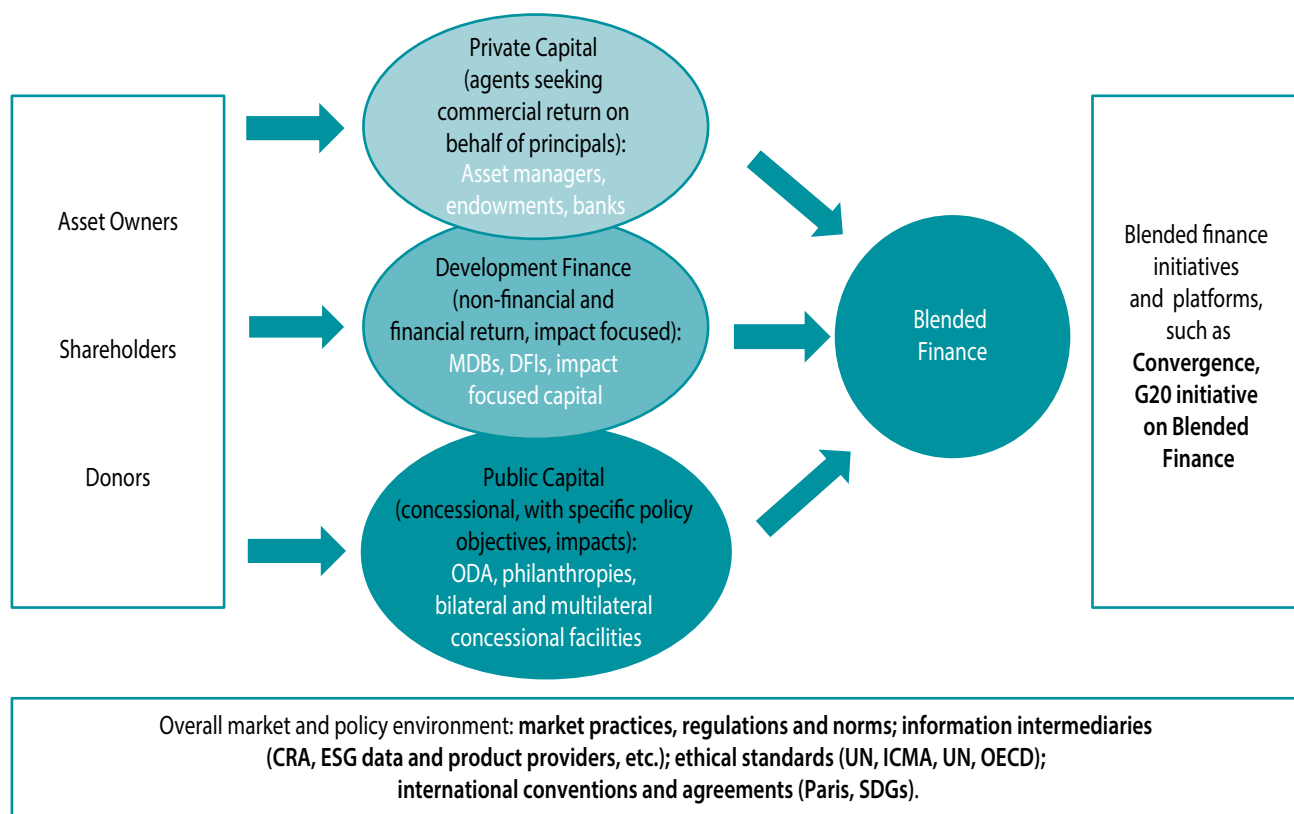 Private Capital
(agents seeking
commercial return on
behalf of principals):
Asset managers,
endowments, banks
Asset Owners
Shareholders
Donors
Development Finance
(non-financial and
financial return, impact focused):
MDBs, DFIs, impact
focused capital
Public Capital
(concessional, with specific policy
objectives, impacts):
ODA, philanthropies,
bilateral and multilateral
concessional facilities
Blended
Finance
Blended finance
initiatives
and platforms,
such as
Convergence,
G20 initiative
on Blended
Finance
Overall market and policy environment: market practices, regulations and norms; information intermediaries
(CRA, ESG data and product providers, etc.); ethical standards (UN, ICMA, UN, OECD);
international conventions and agreements (Paris, SDGs).